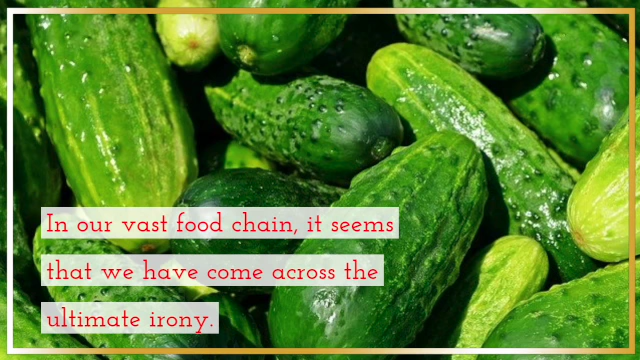 In our vast food chain, it seems
that we have come across the
ultimate irony.